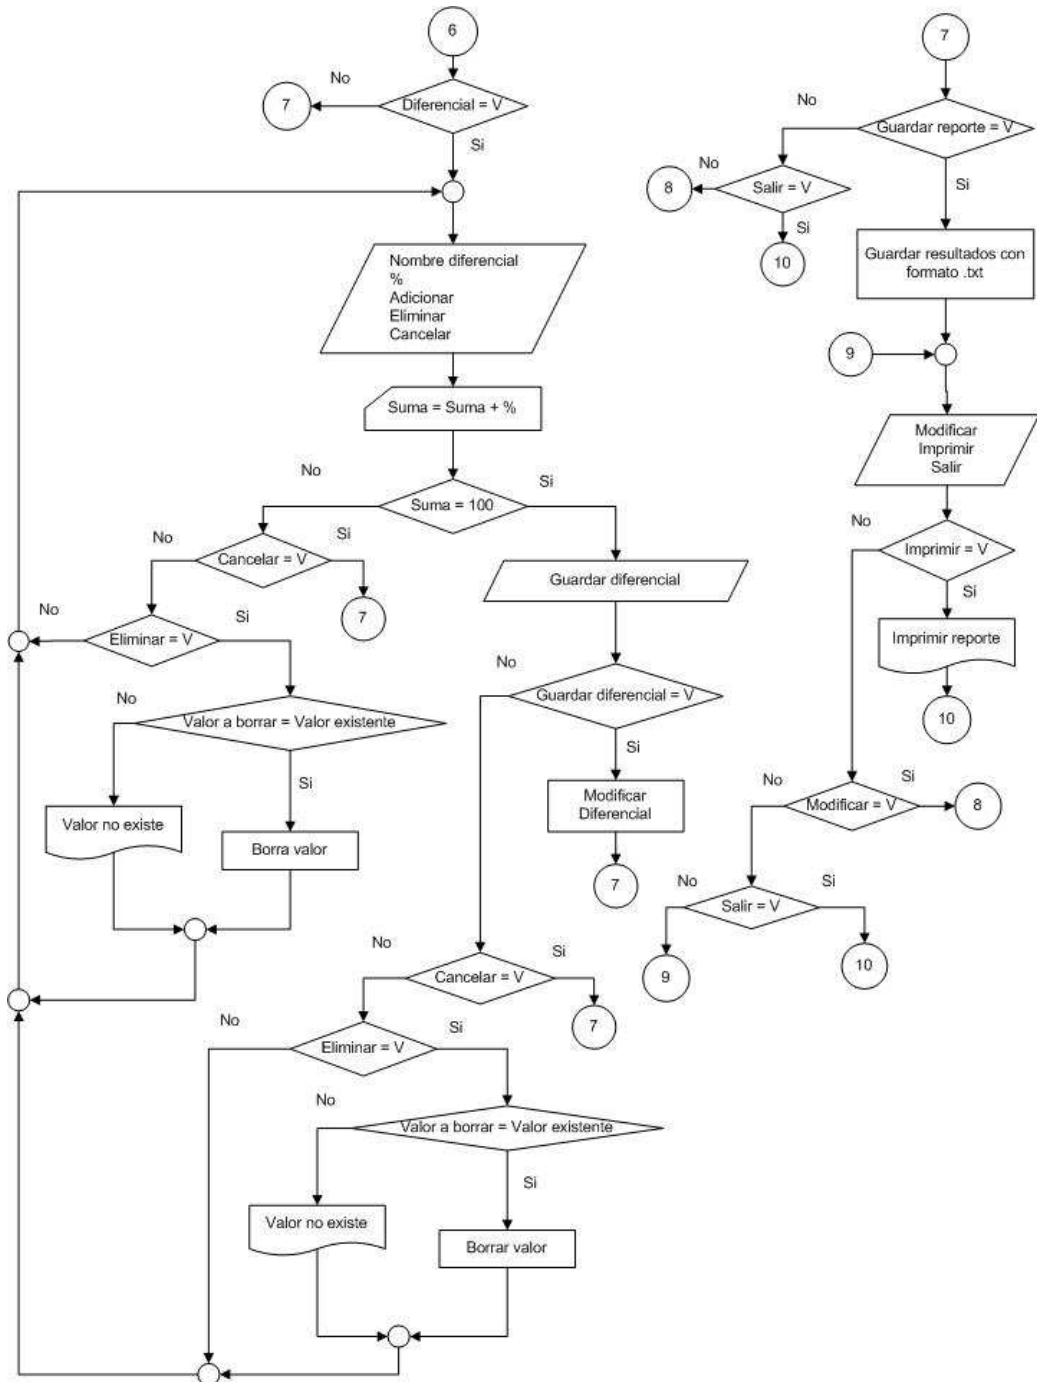 6
No
7
Diferencial = V
Si
Nombre diferencial
%
Adicionar
Eliminar
Cancelar
Suma = Suma + %
No
Suma = 100
Si
No
Cancelar = V
Si
7
Guardar diferencial
No
Eliminar = V
Si
No
Guardar diferencial = V
Si
No
Valor a borrar = Valor existente
Si
Valor no existe
Borra valor
Modificar
Diferencial
7
No
Cancelar = V
Si
7
No
Eliminar = V
Si
No
Valor a borrar = Valor existente
Si
Valor no existe
Borrar valor
7
No
Guardar reporte = V
Si
No
8
Salir = V
Si
10
Guardar resultados con
formato .txt
9
Modificar
Imprimir
Salir
No
Imprimir = V
Si
Imprimir reporte
10
No
Modificar = V
Si
8
No
Salir = V
Si
9
10